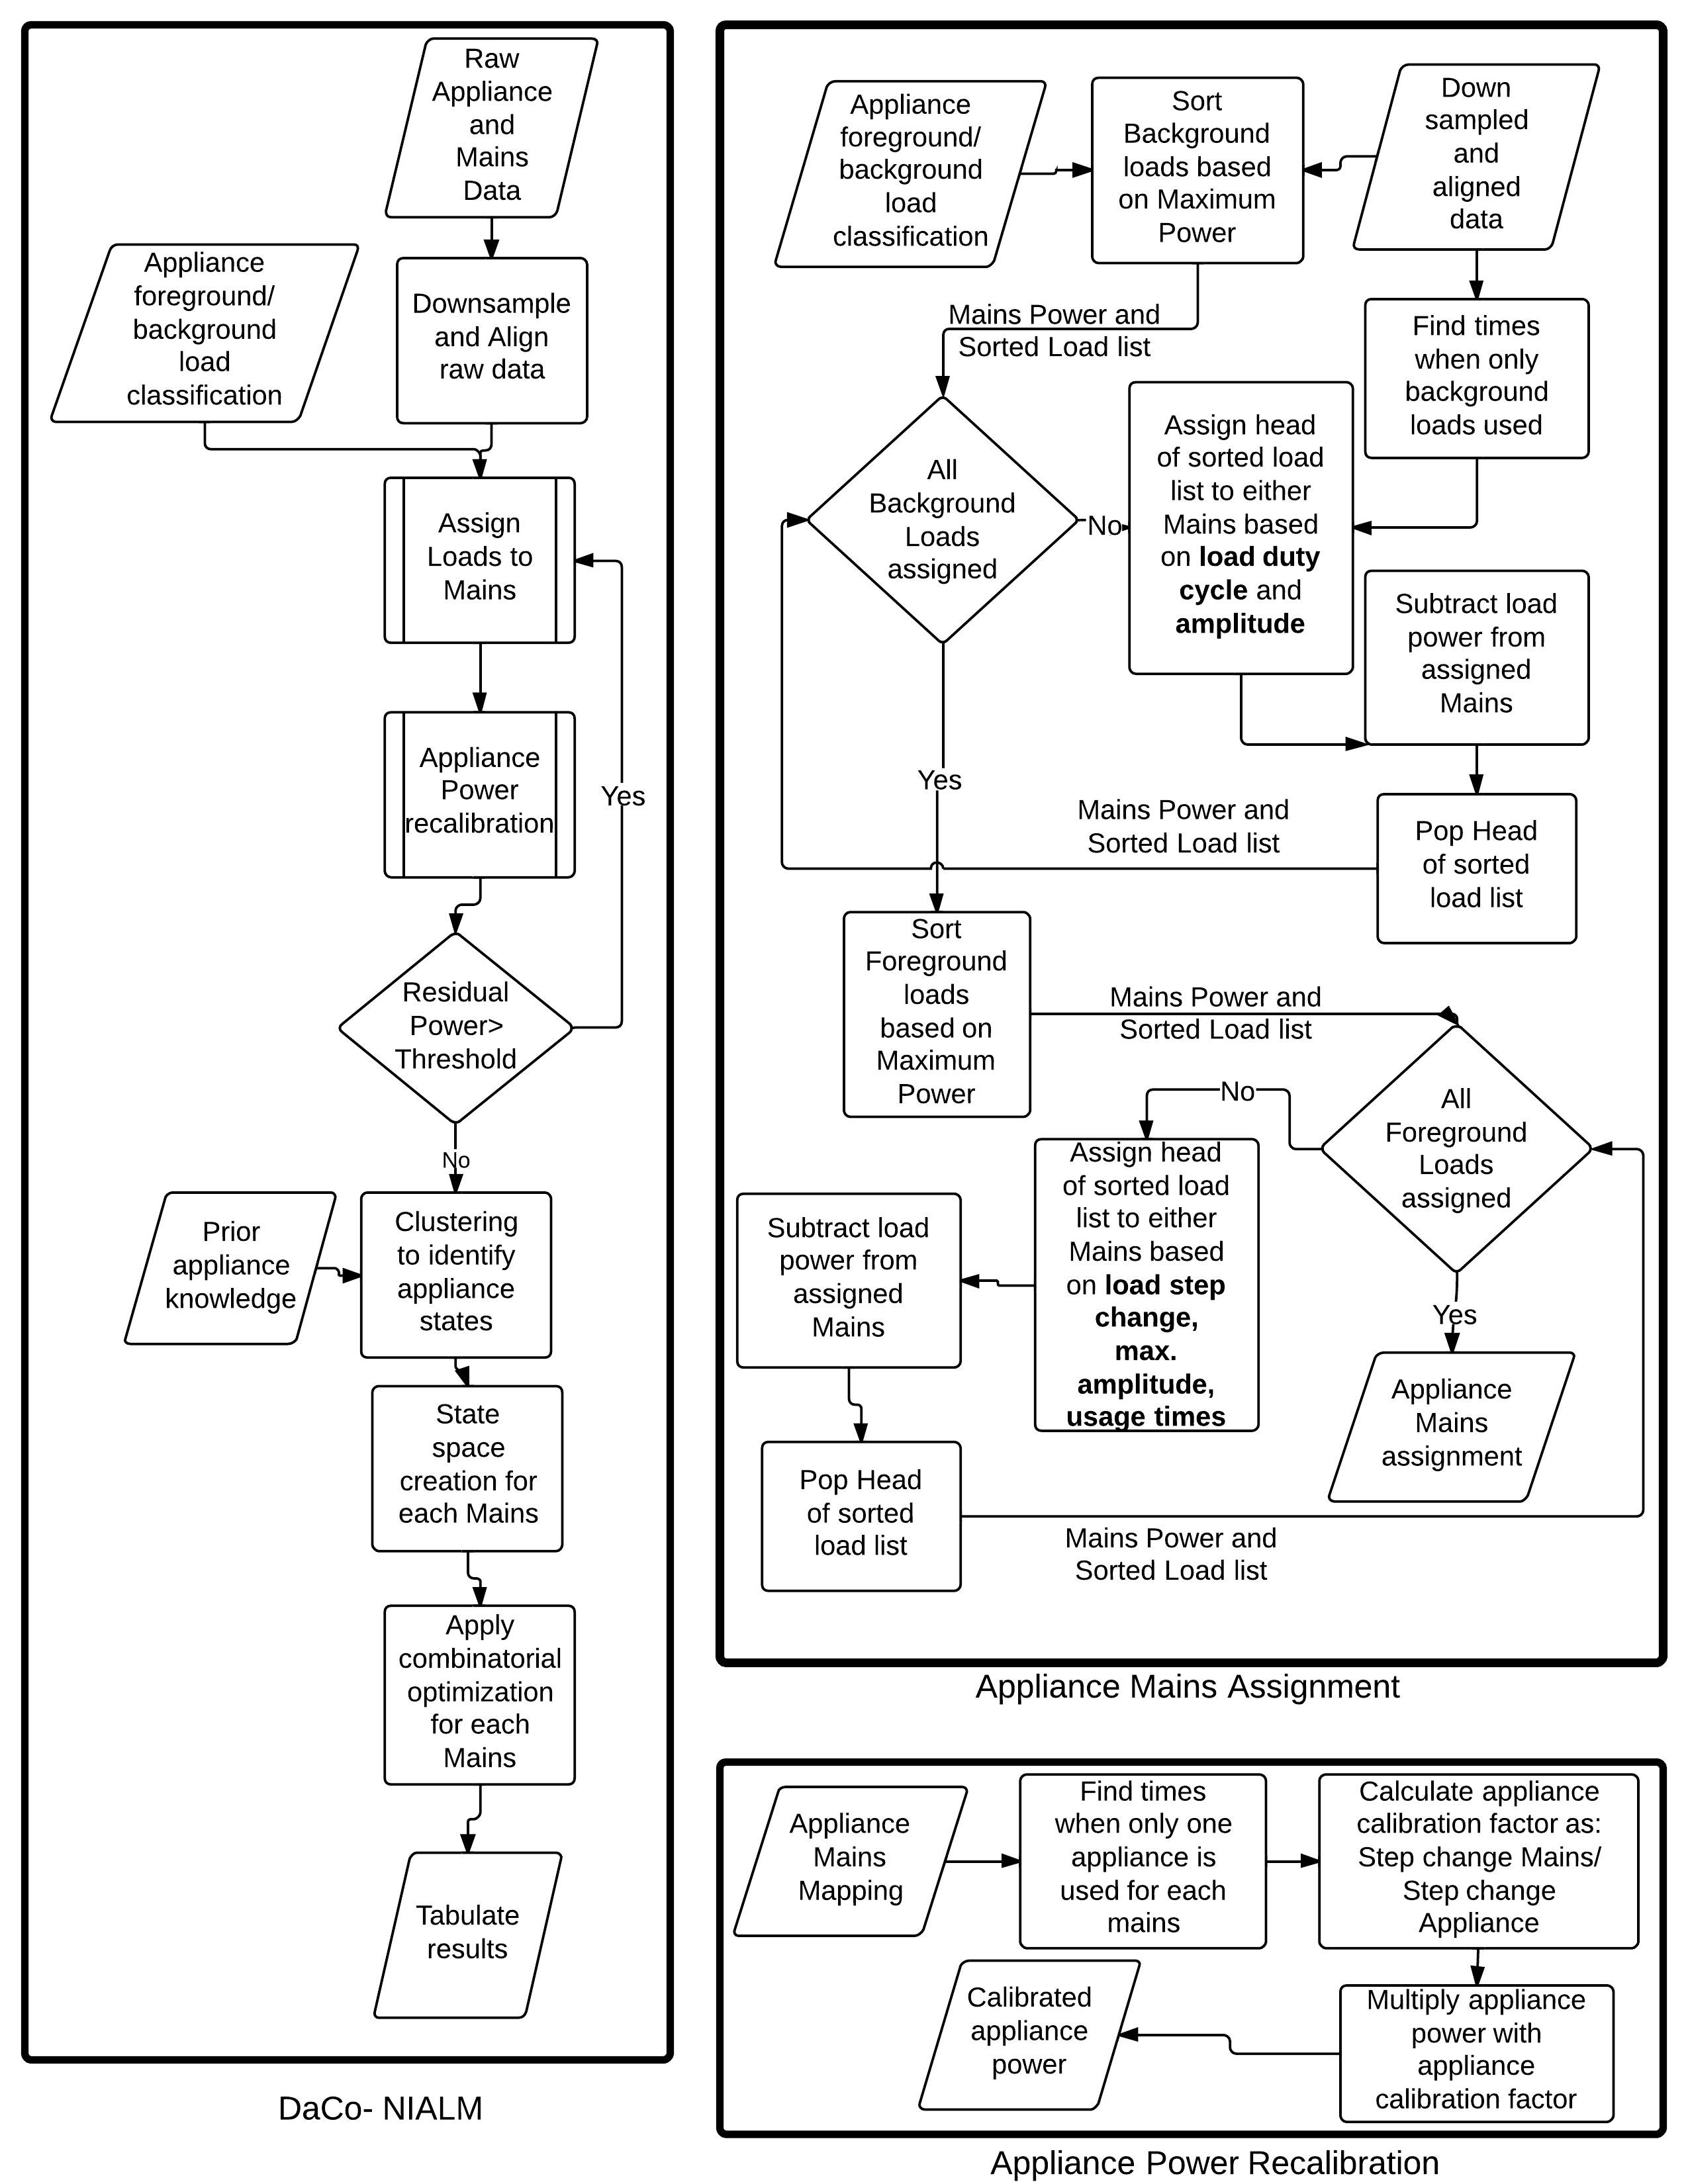 Raw
Appliance
and
Mains
Data
Appliance
foreground/
background
load
classification
Downsample
and Align
raw data
Assign
Loads to
Mains
Appliance
Power
recalibration
Yes
Residual
Power>
Threshold
No
Prior
appliance
knowledge
Clustering
to identify
appliance
states
State
space
creation for
each Mains
Apply
combinatorial
optimization
for each
Mains
Tabulate
results
DaCo- NIALM
Appliance
foreground/
background
load
classification
Sort
Background
loads based
on Maximum
Power
Down
sampled
and
aligned
data
Mains Power and
Sorted Load list
Find times
when only
background
loads used
All
Background
Loads
assigned
No
Assign head
of sorted load
list to either
Mains based
on load duty
cycle and
amplitude
Subtract load
power from
assigned
Mains
Yes
Mains Power and
Sorted Load list
Pop Head
of sorted
load list
Sort
Foreground
loads
based on
Maximum
Power
Mains Power and
Sorted Load list
All
Foreground
Loads
assigned
No
Assign head
of sorted load
list to either
Mains based
on load step
change,
max.
amplitude,
usage times
Subtract load
power from
assigned
Mains
Yes
Appliance
Mains
assignment
Pop Head
of sorted
load list
Mains Power and
Sorted Load list
Appliance Mains Assignment
Appliance
Mains
Mapping
Find times
when only one
appliance is
used for each
mains
Calculate appliance
calibration factor as:
Step change Mains/
Step change
Appliance
Calibrated
appliance
power
Multiply appliance
power with
appliance
calibration factor
Appliance Power Recalibration